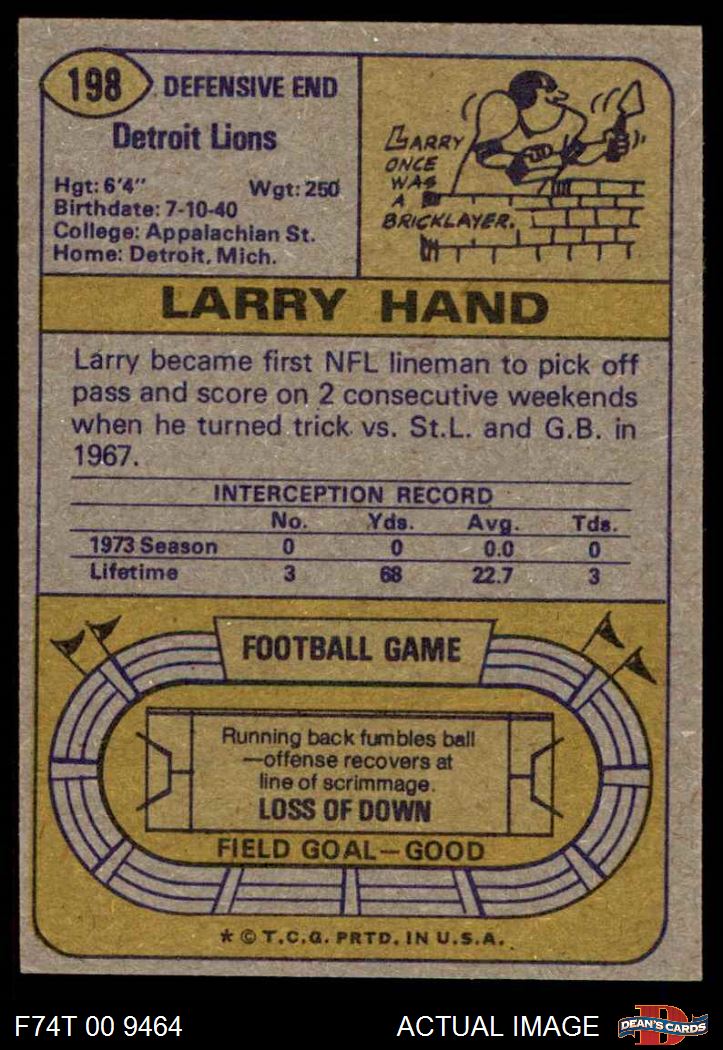 198 DEFENSIVE END
Detroit Lions
Hgt: 6'4" Wgt: 250
Birthdate: 7-10-40
College: Appalachian St.
Home: Detroit, Mich.
LARRY
ONCE
WAS
A
BRICKLAYER.
LARRY HAND
Larry became first NFL lineman to pick off
pass and score on 2 consecutive weekends
when he turned trick vs. St.L. and G.B. in
1967.
INTERCEPTION RECORD
No. Yds. Avg. Tds.
1973 Season 0 0 0.0 0
Lifetime 3 68 22.7 3
FOOTBALL GAME
Running back fumbles ball
—offense recovers at
line of scrimmage.
LOSS OF DOWN
FIELD GOAL—GOOD
* © T.C.G. PRTD. IN U.S.A.
F74T 00 9464 ACTUAL IMAGE
D
DEAN'S CARDS